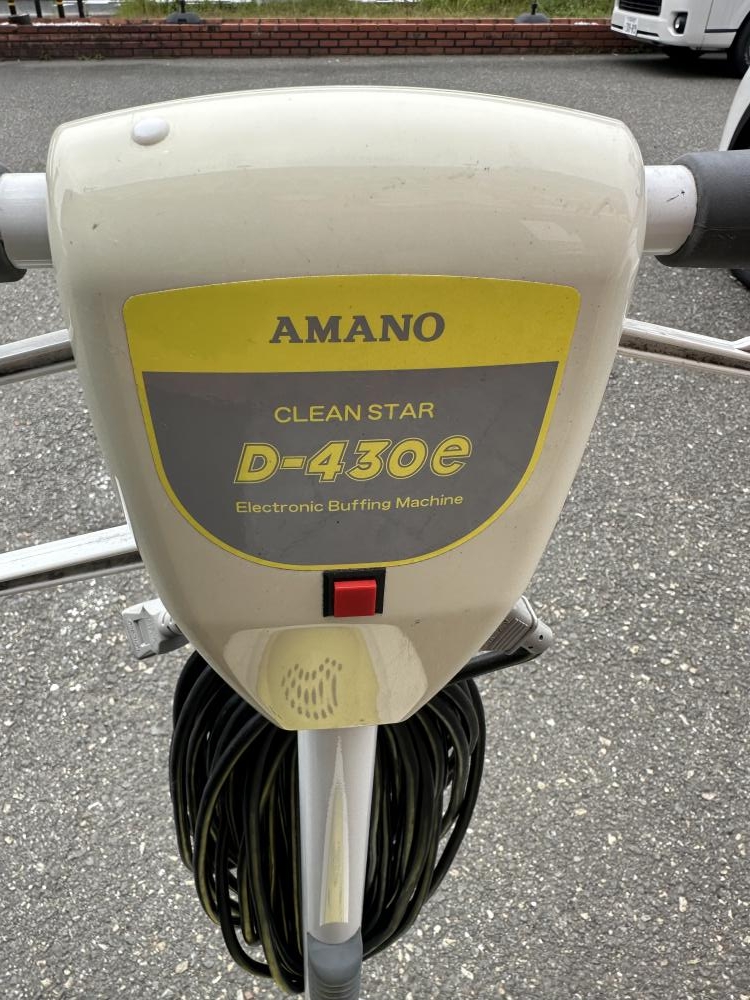 AMANO
CLEAN STAR
D-430e
Electronic Buffing Machine